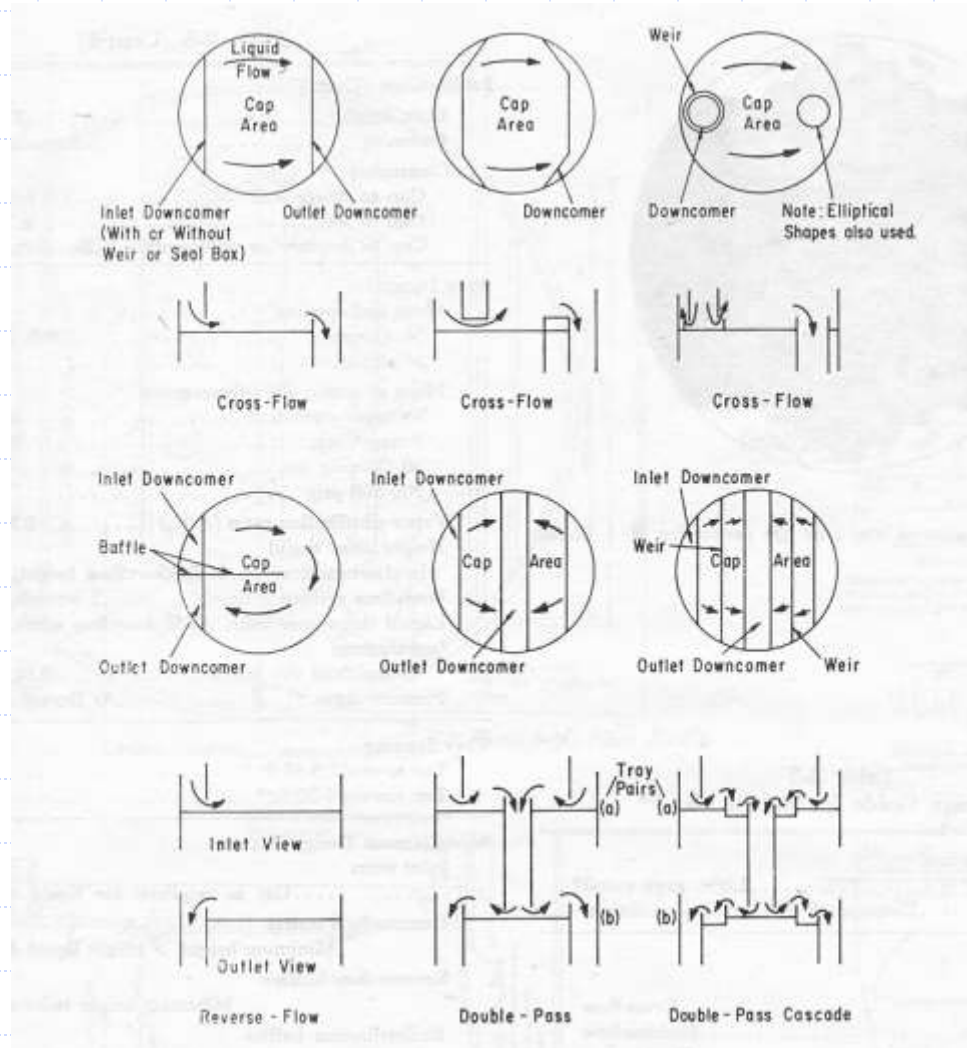 Liquid
Flow
Cap
Area
Inlet Downcomer
(With or Without
Weir or Seal Box)
Outlet Downcomer
Cap
Area
Downcomer
Weir
Cap
Area
Downcomer
Note: Elliptical
Shapes also used.
Cross-Flow
Cross-Flow
Cross-Flow
Inlet Downcomer
Baffle
Cap
Area
Outlet Downcomer
Inlet Downcomer
Cap Area
Outlet Downcomer
Inlet Downcomer
Weir
Cap Area
Outlet Downcomer
Weir
Inlet View
Outlet View
Reverse-Flow
Tray
Pairs
(a)
(a)
(b)
(b)
Double-Pass
Double-Pass Cascade